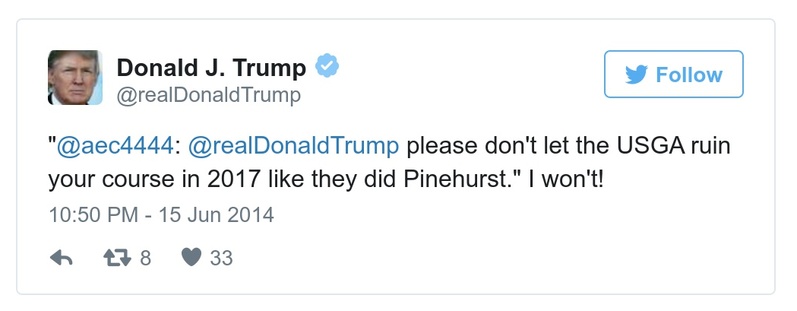 Donald J. Trump
@realDonaldTrump
Follow
"@aec4444: @realDonaldTrump please don't let the USGA ruin
your course in 2017 like they did Pinehurst." I won't!
10:50 PM - 15 Jun 2014
8 33